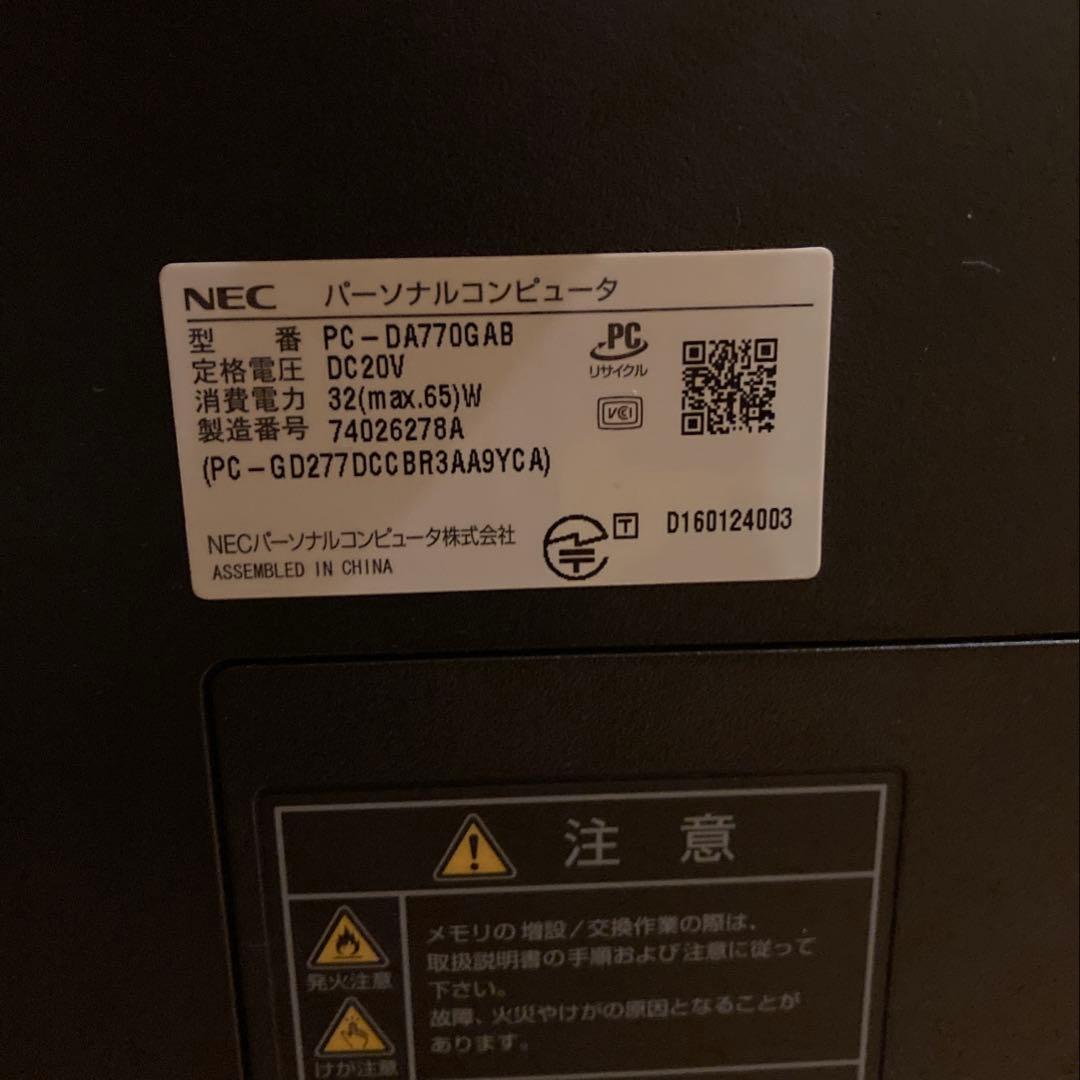 NEC パーソナルコンピュータ
型 番 PC-DA770GAB
定格電圧 DC20V
消費電力 32(max.65)W
製造番号 74026278A
(PC-GD277DCCBR3AA9YCA)
PC
リサイクル
VCCI
NECパーソナルコンピュータ株式会社
ASSEMBLED IN CHINA
T D160124003
注 意
発火注意
けが注意
メモリの増設/交換作業の際は、
取扱説明書の手順および注意に従って
下さい。
故障、火災やけがの原因となることが
あります。